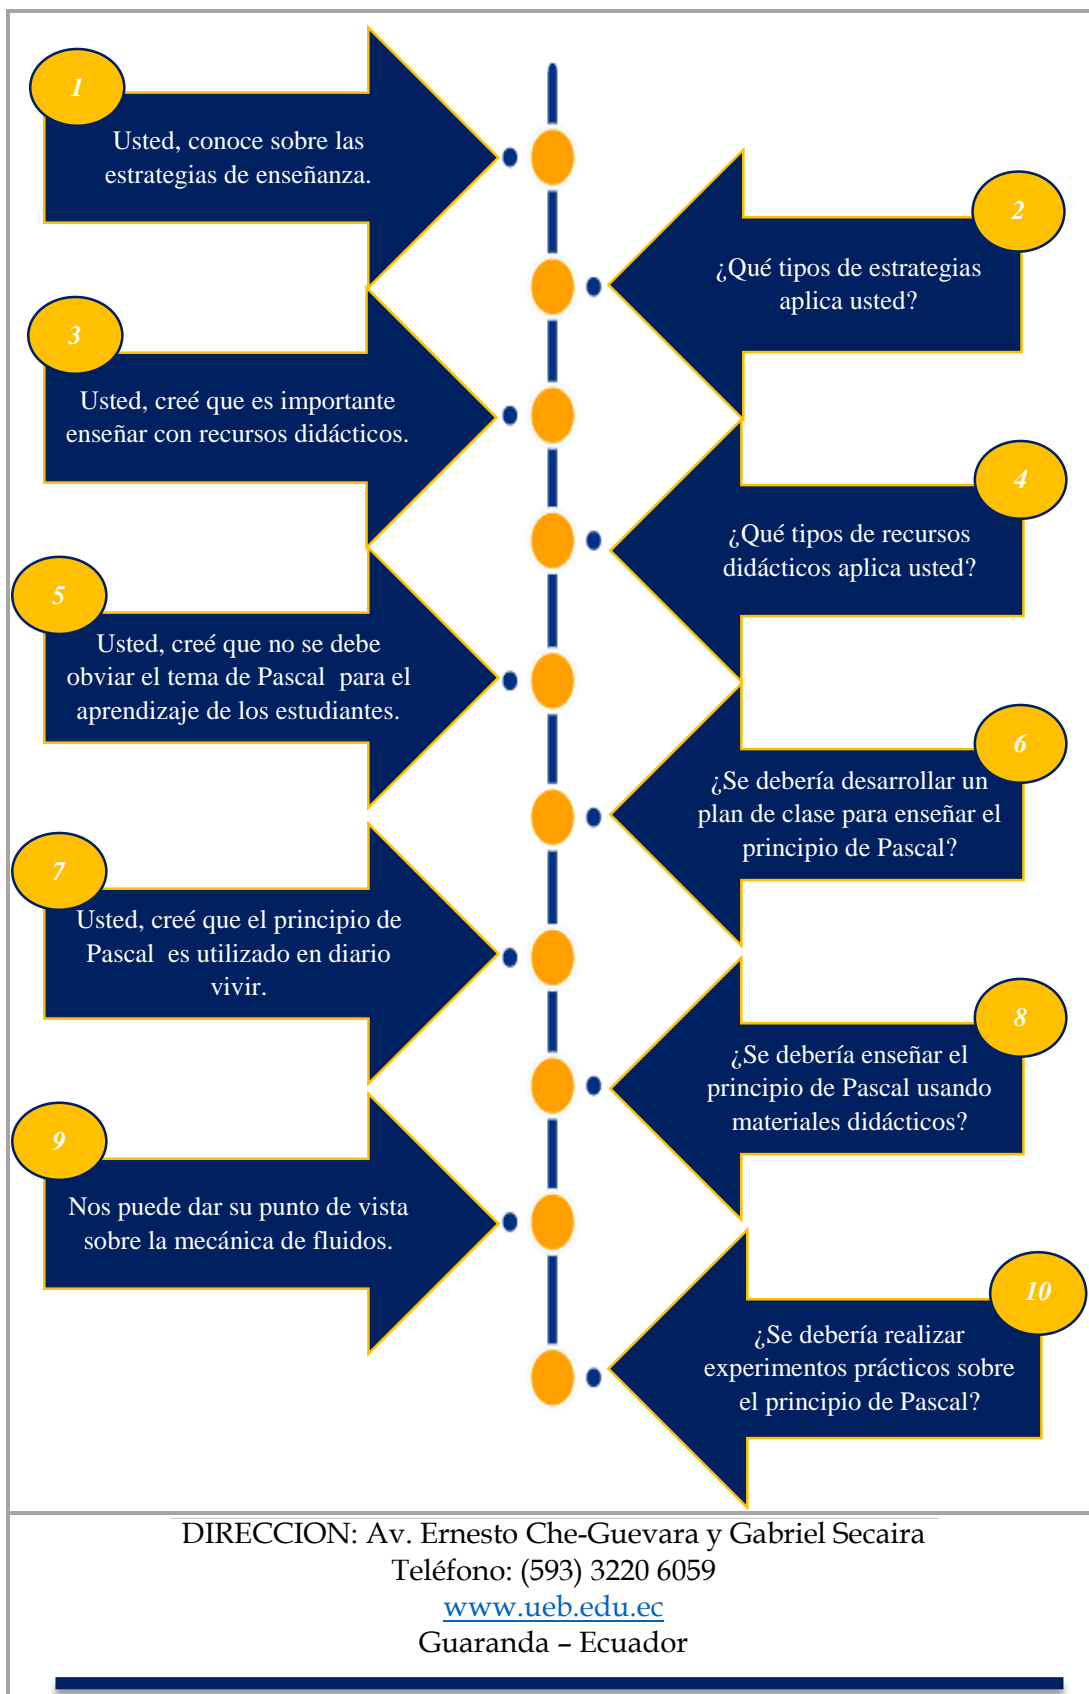 1
Usted, conoce sobre las
estrategias de enseñanza.
2
¿Qué tipos de estrategias
aplica usted?
3
Usted, creé que es importante
enseñar con recursos didácticos.
4
¿Qué tipos de recursos
didácticos aplica usted?
5
Usted, creé que no se debe
obviar el tema de Pascal  para el
aprendizaje de los estudiantes.
6
¿Se debería desarrollar un
plan de clase para enseñar el
principio de Pascal?
7
Usted, creé que el principio de
Pascal  es utilizado en diario
vivir.
8
¿Se debería enseñar el
principio de Pascal usando
materiales didácticos?
9
Nos puede dar su punto de vista
sobre la mecánica de fluidos.
10
¿Se debería realizar
experimentos prácticos sobre
el principio de Pascal?
DIRECCION: Av. Ernesto Che-Guevara y Gabriel Secaira
Teléfono: (593) 3220 6059
www.ueb.edu.ec
Guaranda – Ecuador